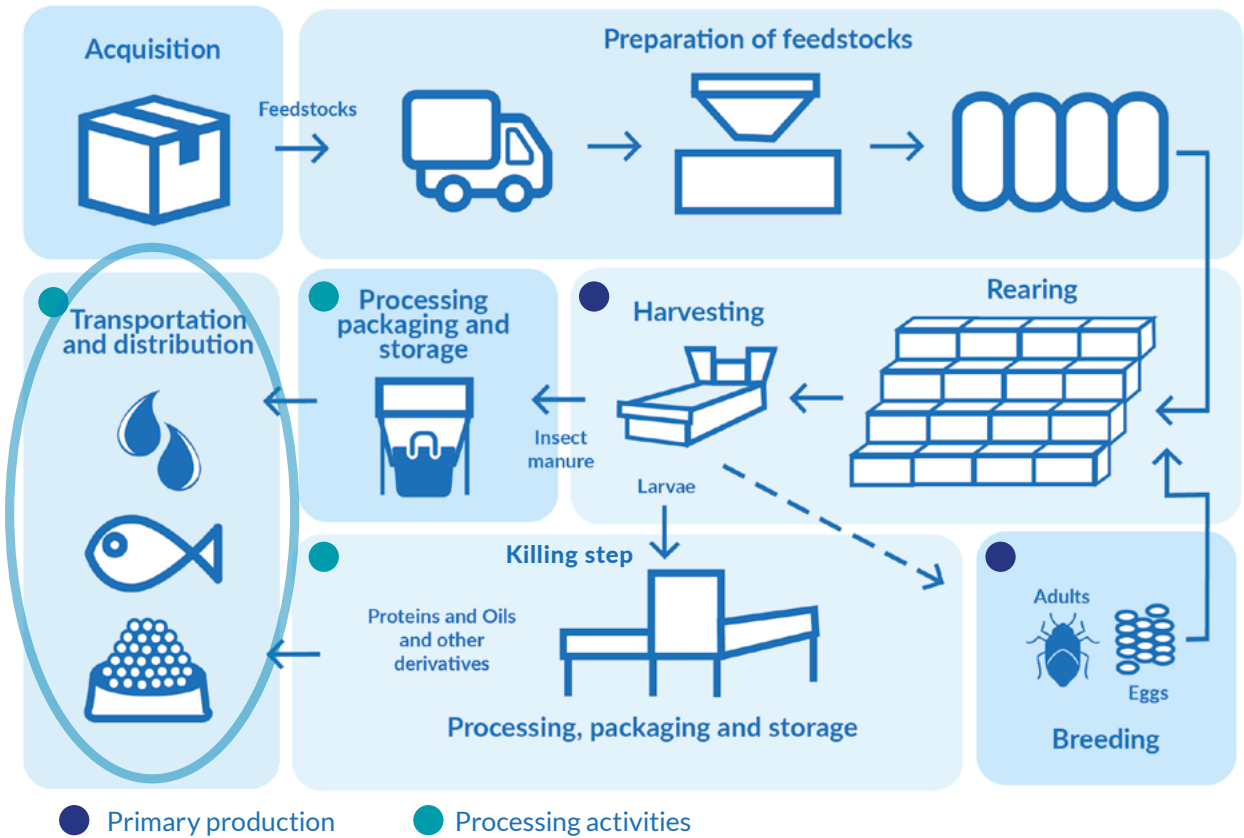 Acquisition
Feedstocks
Preparation of feedstocks
Transportation
and distribution
Processing
packaging and
storage
Harvesting
Rearing
Insect
manure
Larvae
Killing step
Proteins and Oils
and other
derivatives
Processing, packaging and storage
Adults
Eggs
Breeding
Primary production
Processing activities